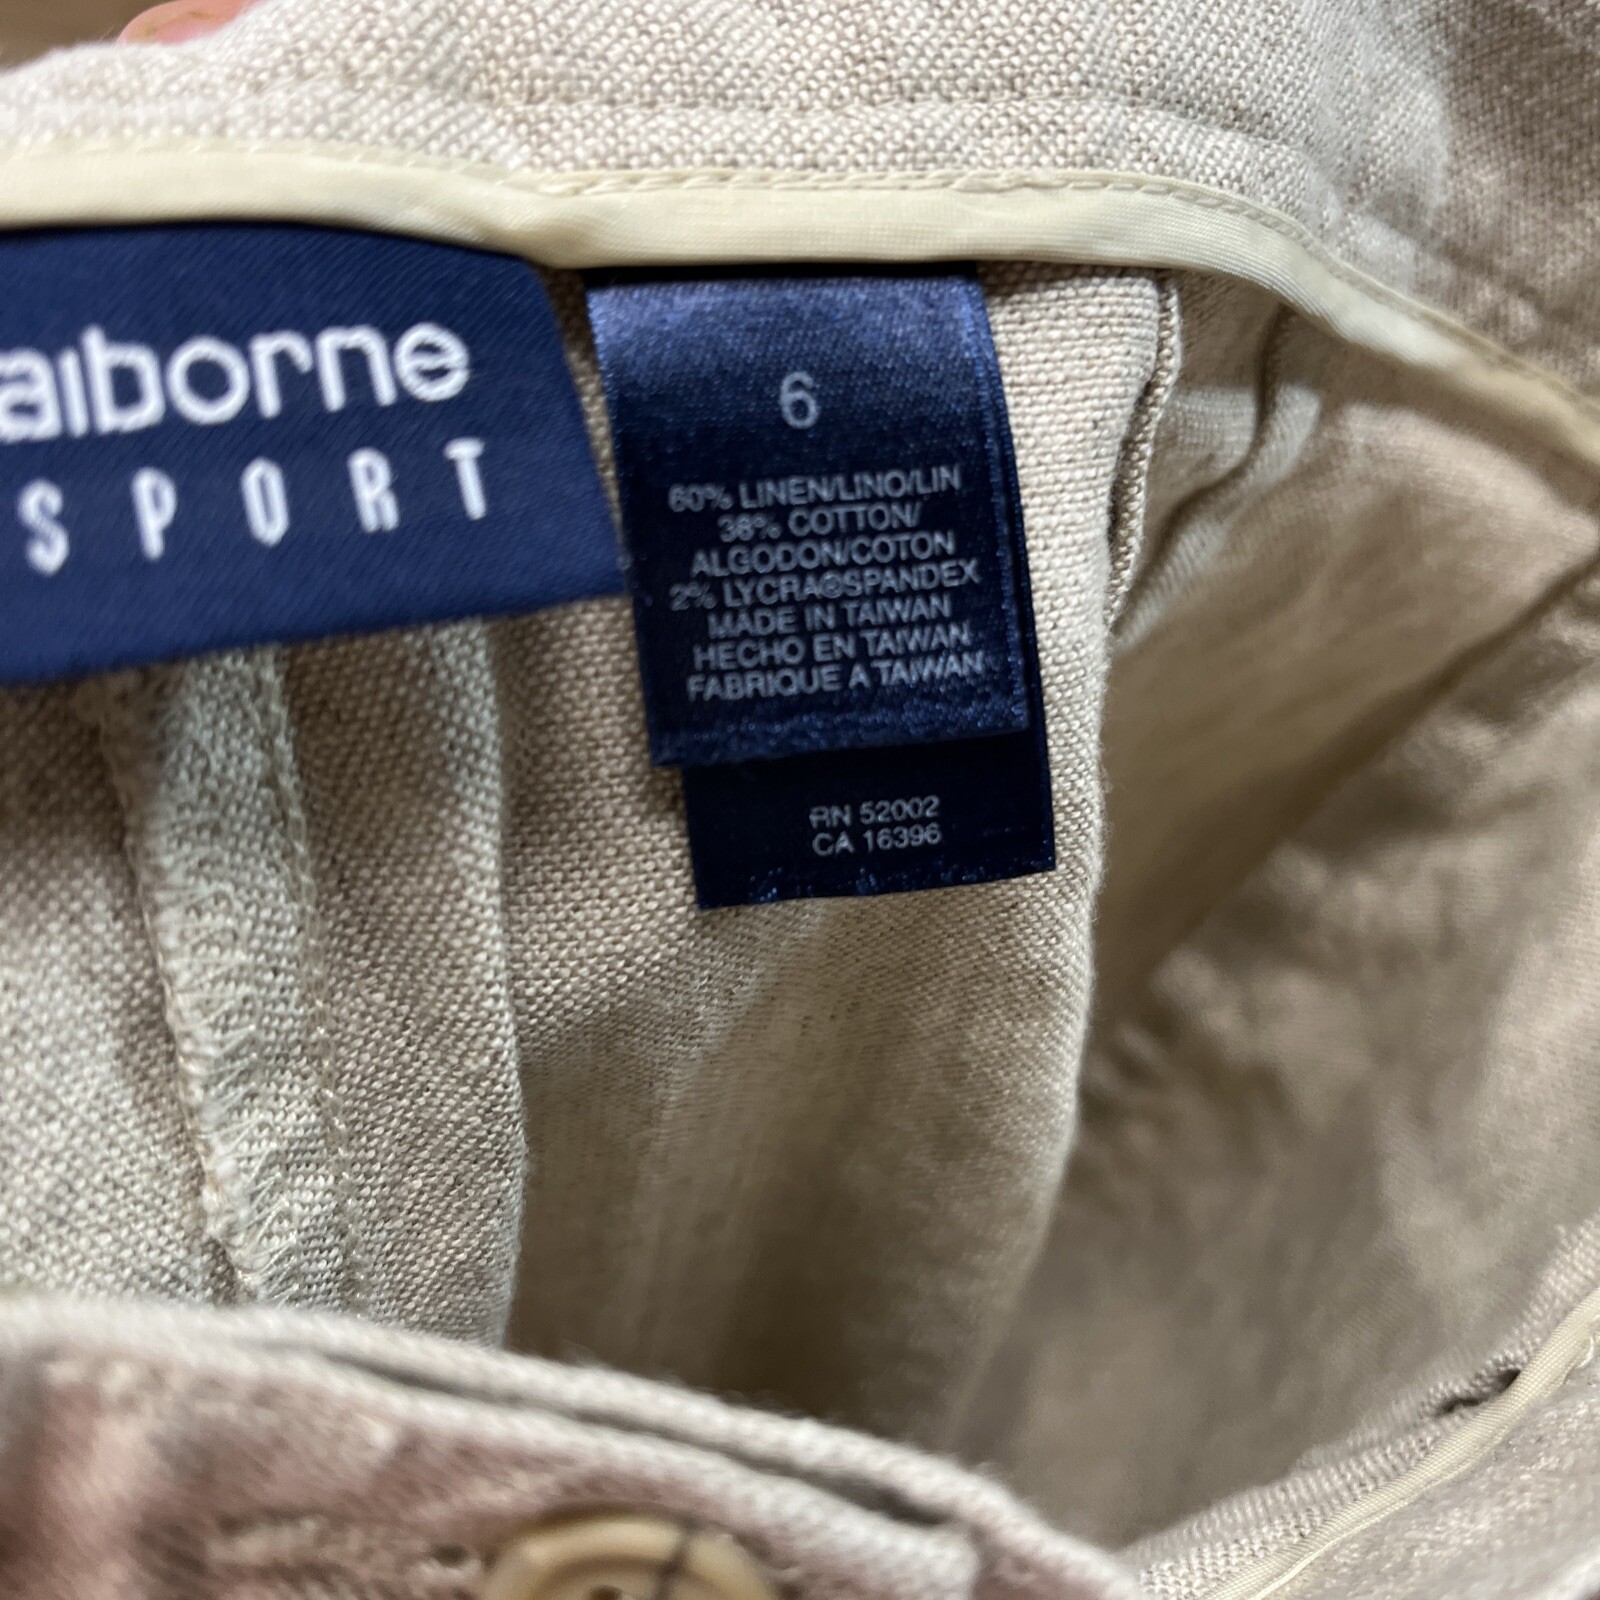 aiborne
SPORT
6
60% LINEN/LINO/LIN
38% COTTON/
ALGODON/COTON
2% LYCRA®SPANDEX
MADE IN TAIWAN
HECHO EN TAIWAN
FABRIQUE A TAIWAN
RN 52002
CA 16396